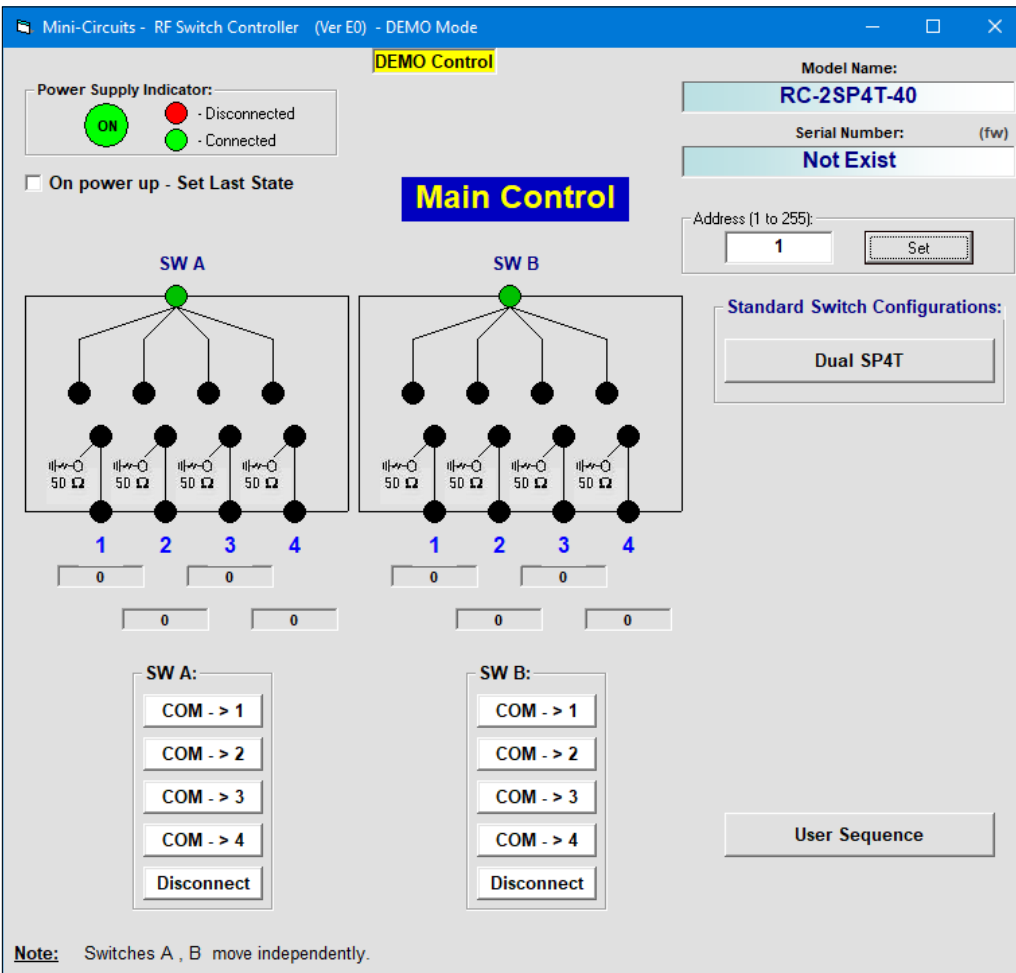 Mini-Circuits - RF Switch Controller (Ver E0) - DEMO Mode
DEMO Control
Power Supply Indicator:
ON
- Disconnected
- Connected
On power up - Set Last State
Main Control
Model Name:
RC-2SP4T-40
Serial Number: (fw)
Not Exist
Address (1 to 255):
1 Set
SW A SW B
Standard Switch Configurations:
Dual SP4T
50 Ω 50 Ω 50 Ω 50 Ω 50 Ω 50 Ω 50 Ω 50 Ω
1 2 3 4 1 2 3 4
0 0 0 0
0 0 0 0
SW A:
COM - > 1
COM - > 2
COM - > 3
COM - > 4
Disconnect
SW B:
COM - > 1
COM - > 2
COM - > 3
COM - > 4
Disconnect
User Sequence
Note: Switches A , B move independently.